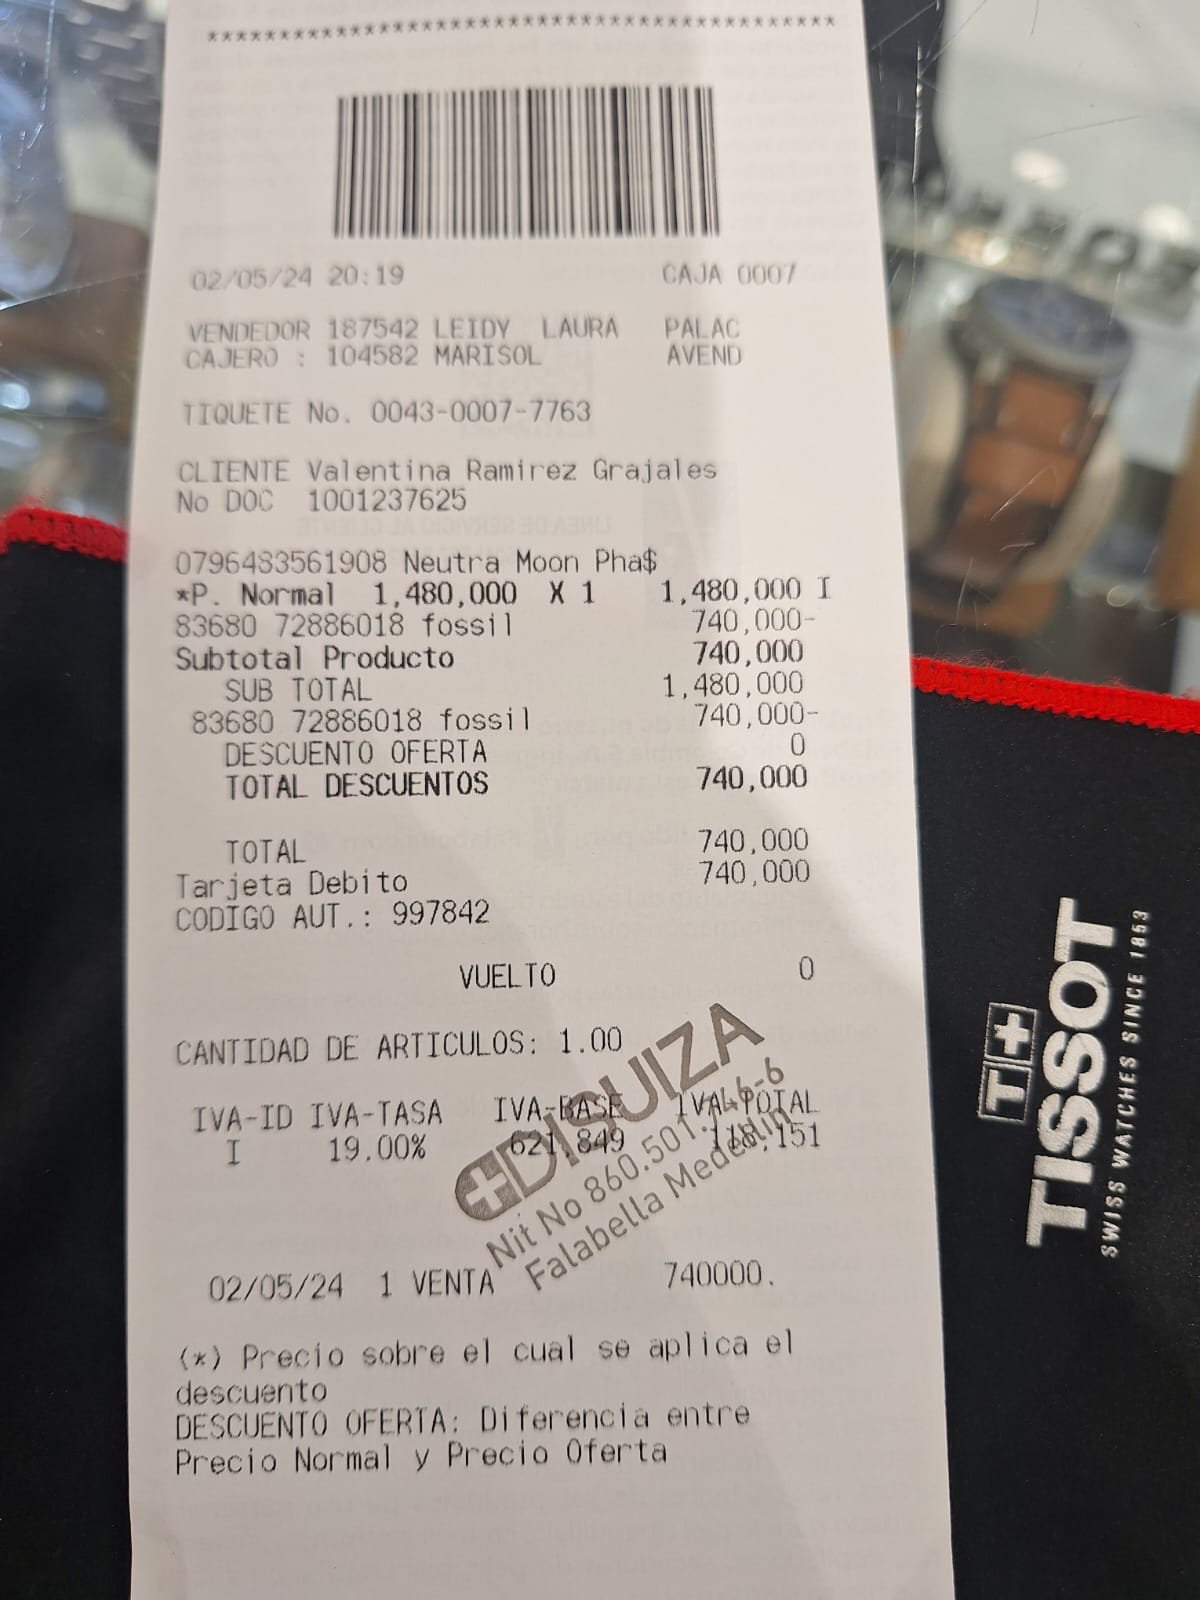 ****************************************
02/05/24 20:19 CAJA 0007
VENDEDOR 187542 LEIDY LAURA PALAC
CAJERO : 104582 MARISOL AVEND
TIQUETE No. 0043-0007-7763
CLIENTE Valentina Ramirez Grajales
No DOC 1001237625
0796483561908 Neutra Moon Pha$
*P. Normal 1,480,000 X 1 1,480,000 I
83680 72886018 fossil 740,000-
Subtotal Producto 740,000
SUB TOTAL 1,480,000
83680 72886018 fossil 740,000-
DESCUENTO OFERTA 0
TOTAL DESCUENTOS 740,000
TOTAL 740,000
Tarjeta Debito 740,000
CODIGO AUT.: 997842
VUELTO 0
CANTIDAD DE ARTICULOS: 1.00
IVA-ID IVA-TASA IVA-BASE IVA-TOTAL
I 19.00% 621,849 118,151
DISUIZA
Nit No 860.501.146-6
Falabella Medellin
02/05/24 1 VENTA 740000.
(*) Precio sobre el cual se aplica el
descuento
DESCUENTO OFERTA: Diferencia entre
Precio Normal y Precio Oferta
T+
TISSOT
SWISS WATCHES SINCE 1853